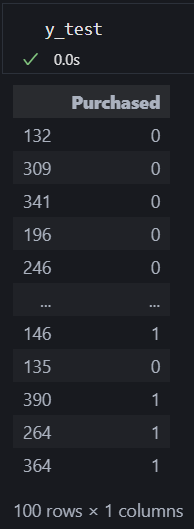 y_test
0.0s
Purchased
132 0
309 0
341 0
196 0
246 0
... ...
146 1
135 0
390 1
264 1
364 1
100 rows × 1 columns